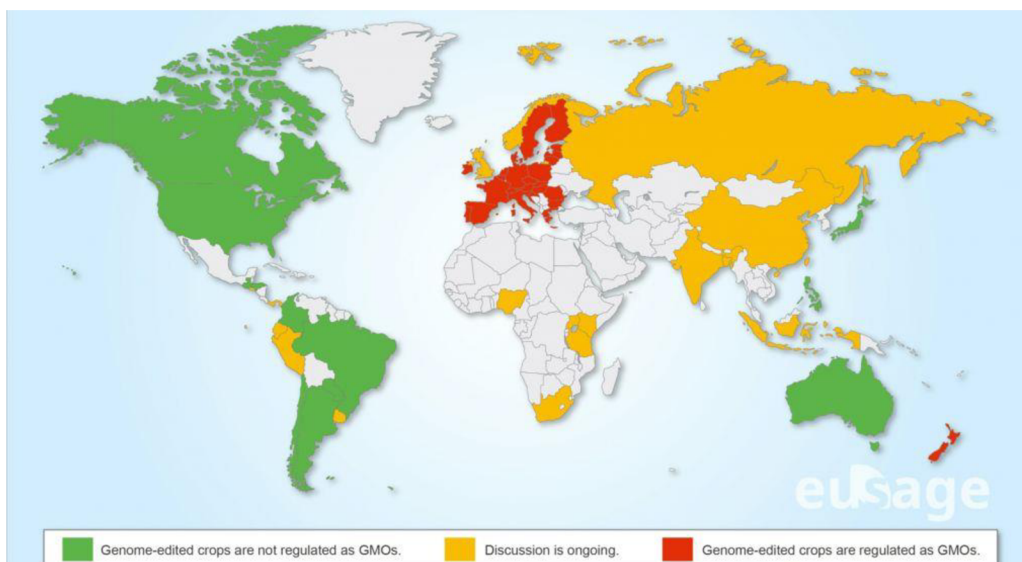 eusage
Genome-edited crops are not regulated as GMOs.
Discussion is ongoing.
Genome-edited crops are regulated as GMOs.